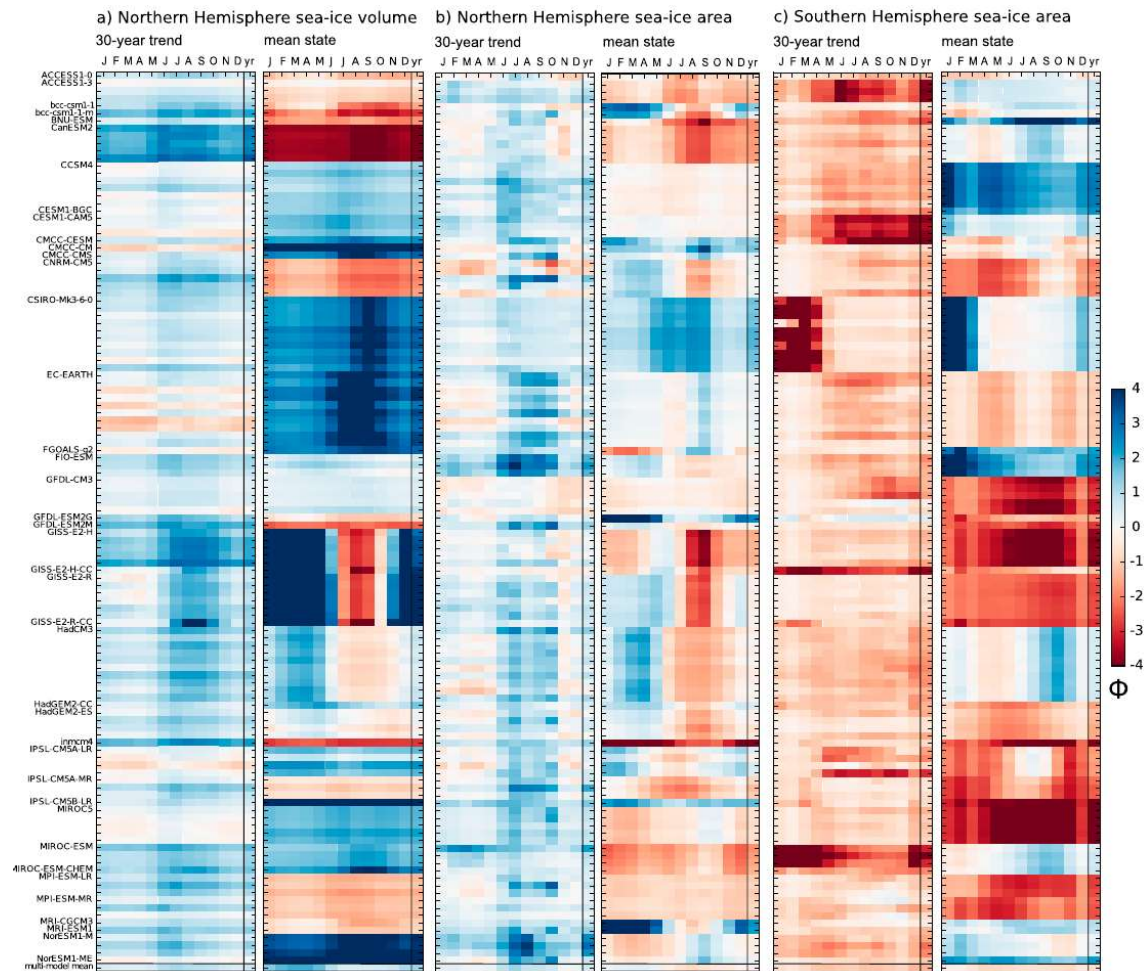 a) Northern Hemisphere sea-ice volume
b) Northern Hemisphere sea-ice area
c) Southern Hemisphere sea-ice area
30-year trend
mean state
30-year trend
mean state
30-year trend
mean state
J F M A M J J A S O N D yr
J F M A M J J A S O N D yr
J F M A M J J A S O N D yr
J F M A M J J A S O N D yr
J F M A M J J A S O N D yr
J F M A M J J A S O N D yr
ACCESS1-0
ACCESS1-3
bcc-csm1-1
bcc-csm1-1-m
BNU-ESM
CanESM2
CCSM4
CESM1-BGC
CESM1-CAM5
CMCC-CESM
CMCC-CM
CMCC-CMS
CNRM-CM5
CSIRO-Mk3-6-0
EC-EARTH
FGOALS-g2
FIO-ESM
GFDL-CM3
GFDL-ESM2G
GFDL-ESM2M
GISS-E2-H
GISS-E2-H-CC
GISS-E2-R
GISS-E2-R-CC
HadCM3
HadGEM2-CC
HadGEM2-ES
inmcm4
IPSL-CM5A-LR
IPSL-CM5A-MR
IPSL-CM5B-LR
MIROC5
MIROC-ESM
MIROC-ESM-CHEM
MPI-ESM-LR
MPI-ESM-MR
MRI-CGCM3
MRI-ESM1
NorESM1-M
NorESM1-ME
multi-model mean
4
3
2
1
0
-1
-2
-3
-4
Φ